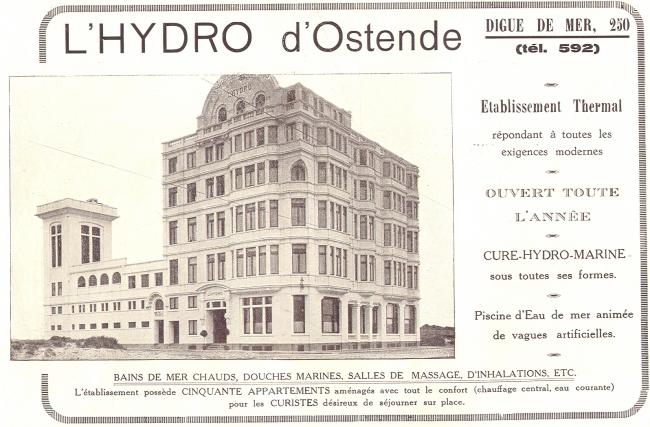 L'HYDRO d'Ostende
DIGUE DE MER, 250
(tél. 592)
L'HYDRO
Etablissement Thermal
répondant à toutes les
exigences modernes
OUVERT TOUTE
L'ANNÉE
CURE-HYDRO-MARINE
sous toutes ses formes.
Piscine d'Eau de mer animée
de vagues artificielles.
BAINS DE MER CHAUDS, DOUCHES MARINES, SALLES DE MASSAGE, D'INHALATIONS, ETC.
L'établissement possède CINQUANTE APPARTEMENTS aménagés avec tout le confort (chauffage central, eau courante)
pour les CURISTES désireux de séjourner sur place.